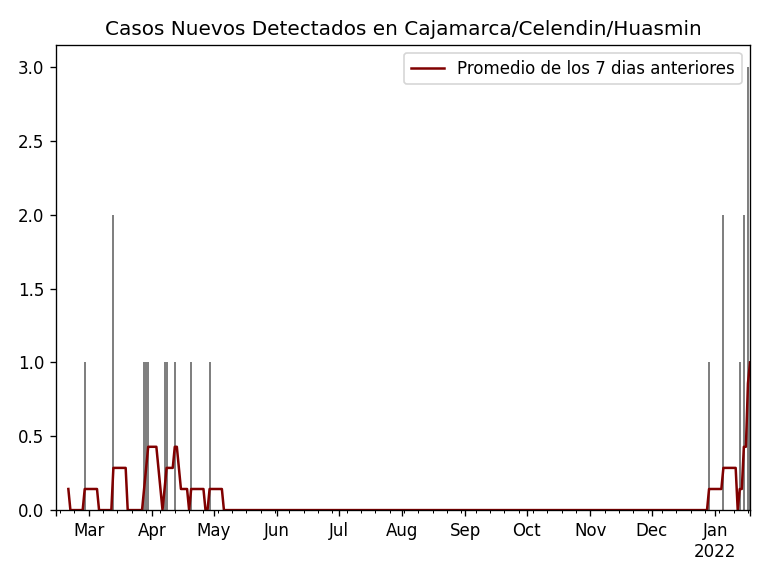 Casos Nuevos Detectados en Cajamarca/Celendin/Huasmin
Promedio de los 7 dias anteriores
3.0
2.5
2.0
1.5
1.0
0.5
0.0
Mar Apr May Jun Jul Aug Sep Oct Nov Dec Jan
2022